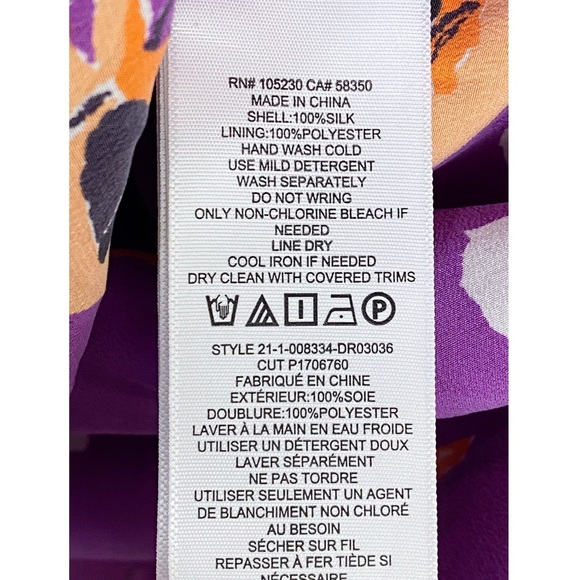 RN# 105230 CA# 58350
MADE IN CHINA
SHELL:100%SILK
LINING:100%POLYESTER
HAND WASH COLD
USE MILD DETERGENT
WASH SEPARATELY
DO NOT WRING
ONLY NON-CHLORINE BLEACH IF
NEEDED
LINE DRY
COOL IRON IF NEEDED
DRY CLEAN WITH COVERED TRIMS
P
STYLE 21-1-008334-DR03036
CUT P1706760
FABRIQUÉ EN CHINE
EXTÉRIEUR:100%SOIE
DOUBLURE:100%POLYESTER
LAVER À LA MAIN EN EAU FROIDE
UTILISER UN DÉTERGENT DOUX
LAVER SÉPARÉMENT
NE PAS TORDRE
UTILISER SEULEMENT UN AGENT
DE BLANCHIMENT NON CHLORÉ
AU BESOIN
SÉCHER SUR FIL
REPASSER À FER TIÈDE SI
NÉCESSAIRE